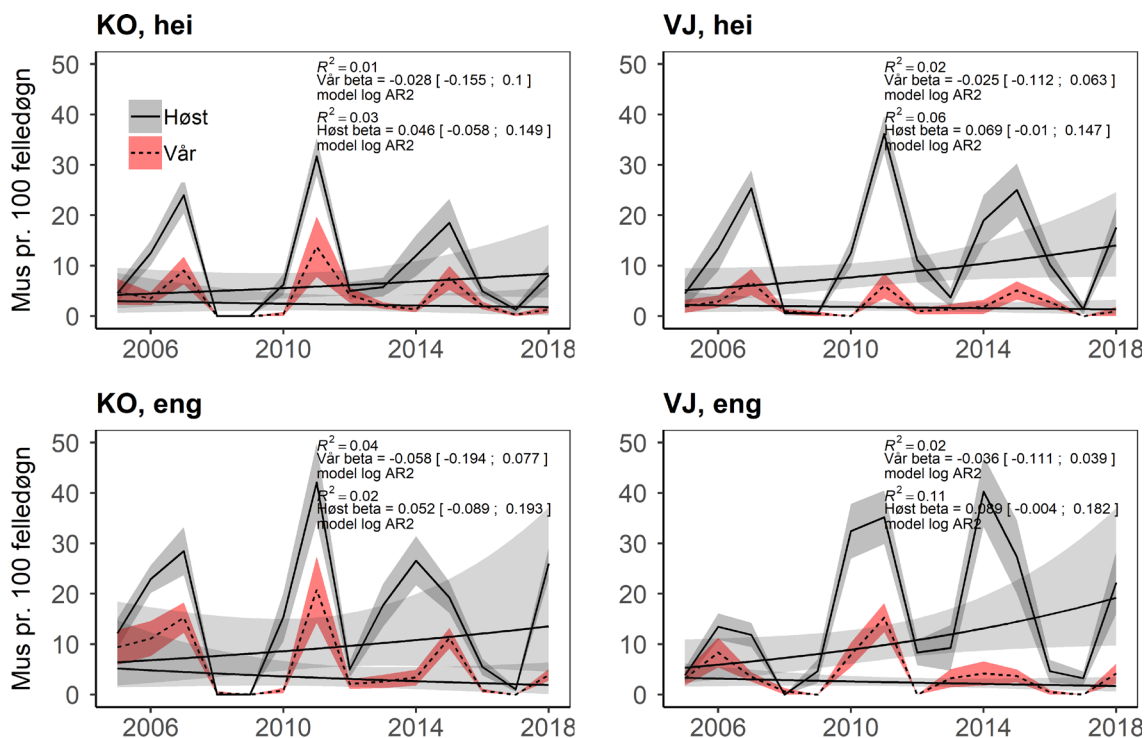 KO, hei
Mus pr. 100 felledøgn
50
40
30
20
10
0
R² = 0.01
Vår beta = -0.028 [ -0.155 ; 0.1 ]
model log AR2
R² = 0.03
Høst beta = 0.046 [ -0.058 ; 0.149 ]
model log AR2
Høst
Vår
2006
2010
2014
2018
VJ, hei
50
40
30
20
10
0
R² = 0.02
Vår beta = -0.025 [ -0.112 ; 0.063 ]
model log AR2
R² = 0.06
Høst beta = 0.069 [ -0.01 ; 0.147 ]
model log AR2
2006
2010
2014
2018
KO, eng
Mus pr. 100 felledøgn
50
40
30
20
10
0
R² = 0.04
Vår beta = -0.058 [ -0.194 ; 0.077 ]
model log AR2
R² = 0.02
Høst beta = 0.052 [ -0.089 ; 0.193 ]
model log AR2
2006
2010
2014
2018
VJ, eng
50
40
30
20
10
0
R² = 0.02
Vår beta = -0.036 [ -0.111 ; 0.039 ]
model log AR2
R² = 0.11
Høst beta = 0.089 [ -0.004 ; 0.182 ]
model log AR2
2006
2010
2014
2018